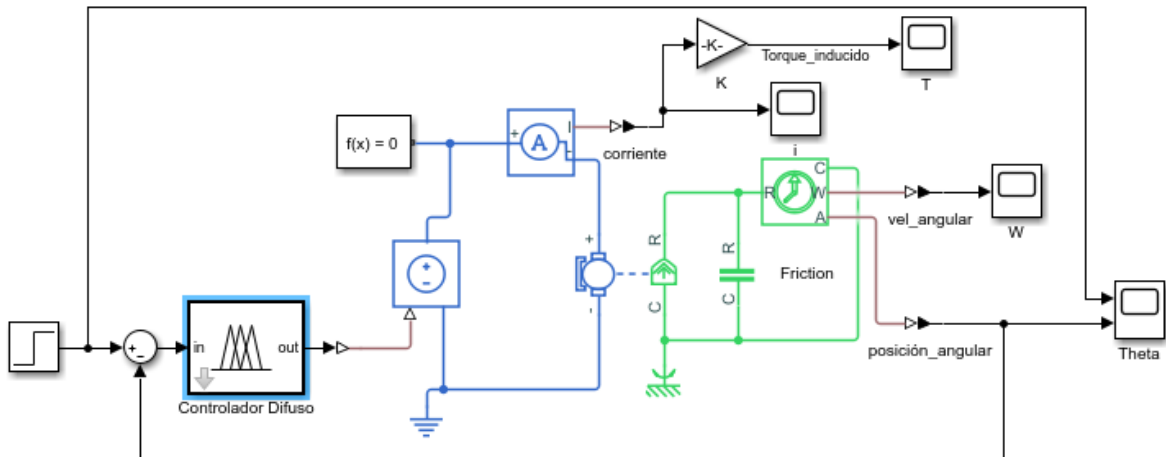 -K-
K
Torque_inducido
T
f(x) = 0
+
A
I
-
corriente
i
R
C
W
A
vel_angular
W
+
-
R
C
R
C
Friction
+
-
+
-
in
out
Controlador Difuso
posición_angular
Theta